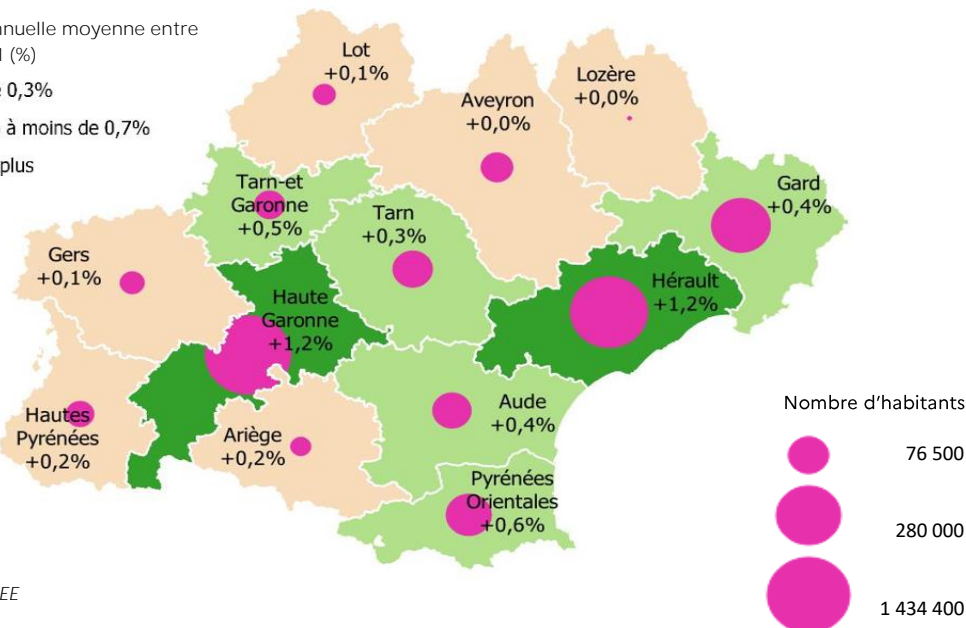 nnuelle moyenne entre
(%)
0,3%
à moins de 0,7%
plus
Lot
+0,1%
Lozère
+0,0%
Aveyron
+0,0%
Tarn-et
Garonne
+0,5%
Tarn
+0,3%
Gard
+0,4%
Gers
+0,1%
Haute
Garonne
+1,2%
Hérault
+1,2%
Hautes
Pyrénées
+0,2%
Ariège
+0,2%
Aude
+0,4%
Pyrénées
Orientales
+0,6%
Nombre d’habitants
76 500
280 000
1 434 400
EE